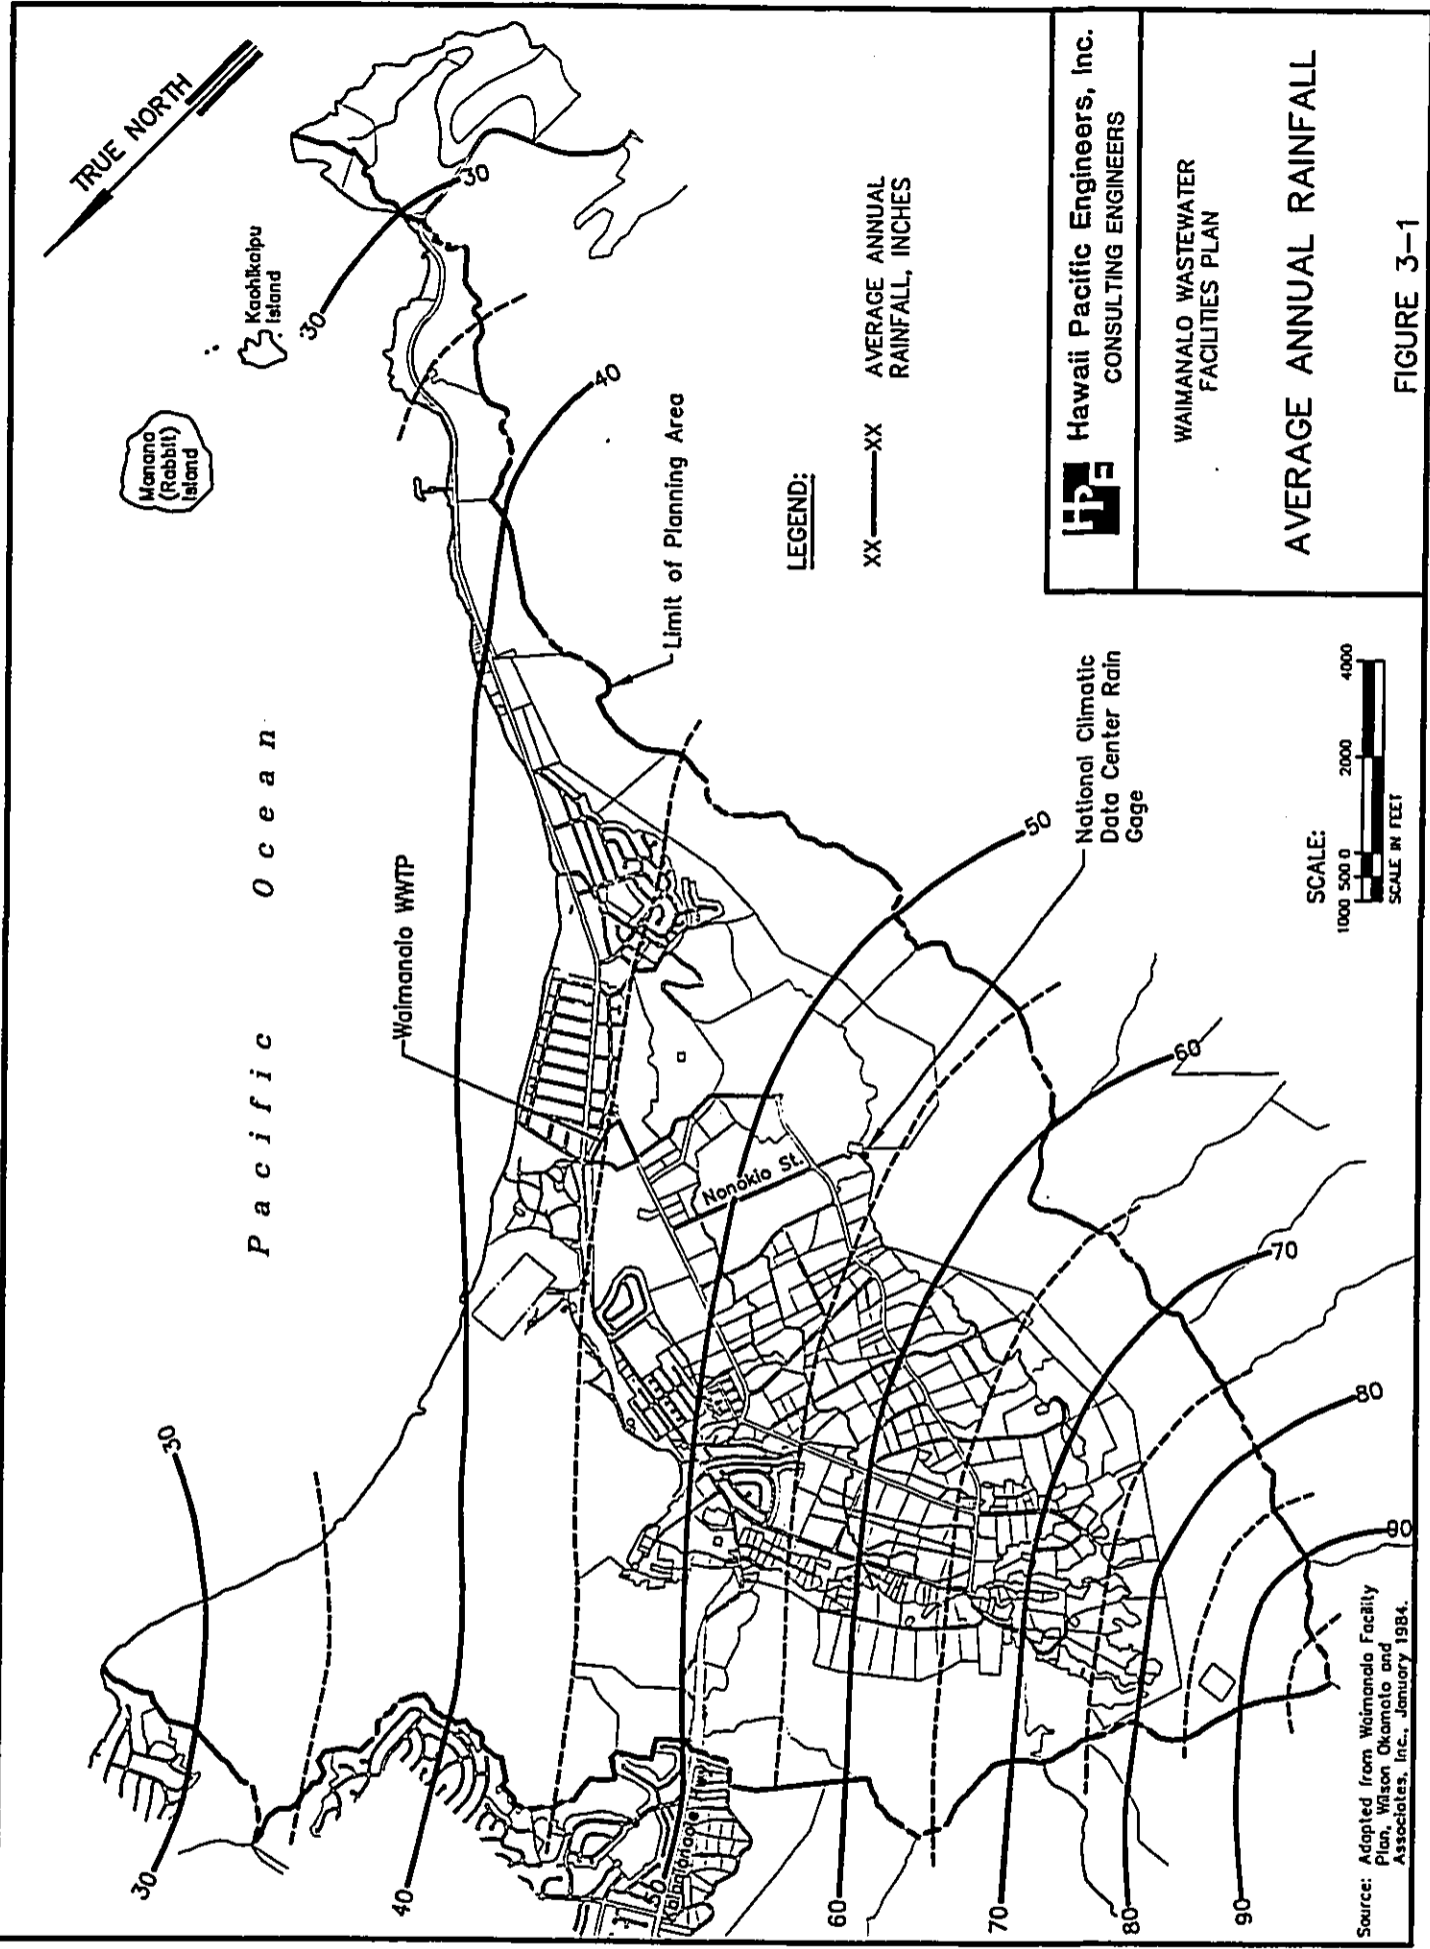 TRUE NORTH
Manana
(Rabbit)
Island
Kaohikaipu
Island
Pacific Ocean
30
30
30
30
40
40
50
50
60
60
70
70
80
80
90
90
Waimanalo WWTP
Limit of Planning Area
Nonokio St.
National Climatic
Data Center Rain
Gage
LEGEND:
XX XX AVERAGE ANNUAL
RAINFALL, INCHES
SCALE:
1000 500 0 2000 4000
SCALE IN FEET
Source: Adapted from Waimanalo Facility
Plan, Wilson Okamoto and
Associates, Inc., January 1984.
HPE
Hawaii Pacific Engineers, Inc.
CONSULTING ENGINEERS
WAIMANALO WASTEWATER
FACILITIES PLAN
AVERAGE ANNUAL RAINFALL
FIGURE 3-1